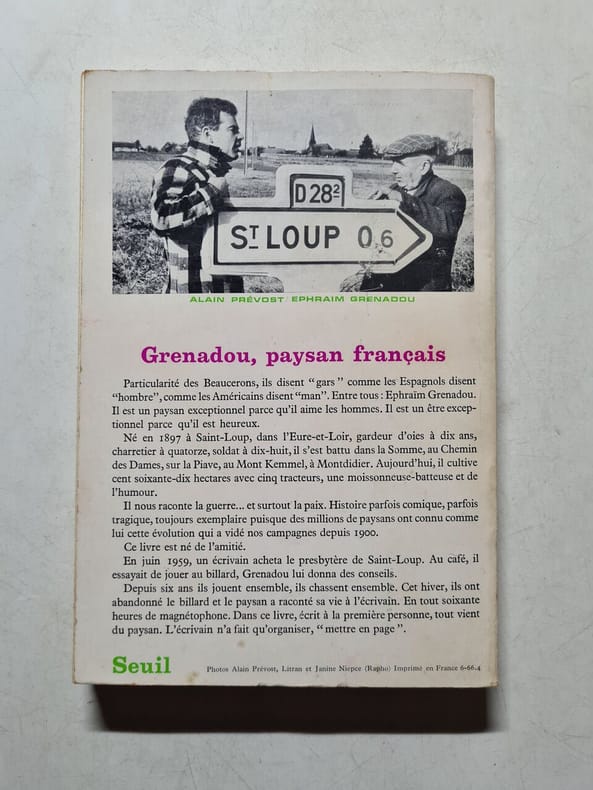 D 28²
Sᵀ LOUP 0,6
ALAIN PRÉVOST / EPHRAIM GRENADOU
Grenadou, paysan français
Particularité des Beaucerons, ils disent “gars” comme les Espagnols disent
“hombre”, comme les Américains disent “man”. Entre tous : Ephraïm Grenadou.
Il est un paysan exceptionnel parce qu’il aime les hommes. Il est un être excep-
tionnel parce qu’il est heureux.
Né en 1897 à Saint-Loup, dans l’Eure-et-Loir, gardeur d’oies à dix ans,
charretier à quatorze, soldat à dix-huit, il s’est battu dans la Somme, au Chemin
des Dames, sur la Piave, au Mont Kemmel, à Montdidier. Aujourd’hui, il cultive
cent soixante-dix hectares avec cinq tracteurs, une moissonneuse-batteuse et de
l’humour.
Il nous raconte la guerre... et surtout la paix. Histoire parfois comique, parfois
tragique, toujours exemplaire puisque des millions de paysans ont connu comme
lui cette évolution qui a vidé nos campagnes depuis 1900.
Ce livre est né de l’amitié.
En juin 1959, un écrivain acheta le presbytère de Saint-Loup. Au café, il
essayait de jouer au billard, Grenadou lui donna des conseils.
Depuis six ans ils jouent ensemble, ils chassent ensemble. Cet hiver, ils ont
abandonné le billard et le paysan a raconté sa vie à l’écrivain. En tout soixante
heures de magnétophone. Dans ce livre, écrit à la première personne, tout vient
du paysan. L’écrivain n’a fait qu’organiser, “mettre en page”.
Seuil
Photos Alain Prévost, Litran et Janine Niepce (Rapho) Imprimé en France 6-66.4